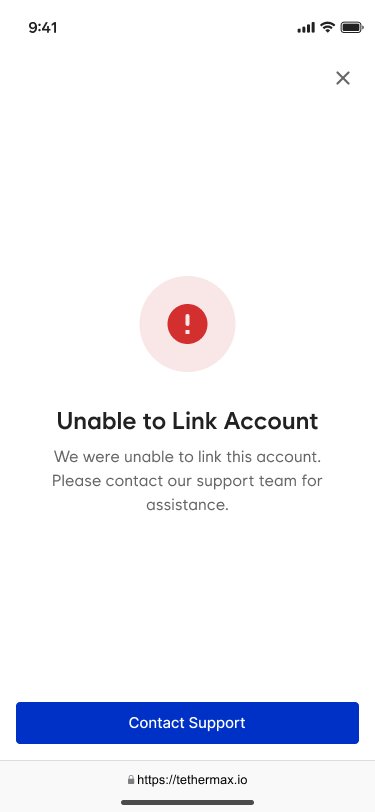 9:41
Unable to Link Account
We were unable to link this account.
Please contact our support team for
assistance.
Contact Support
https://tethermax.io